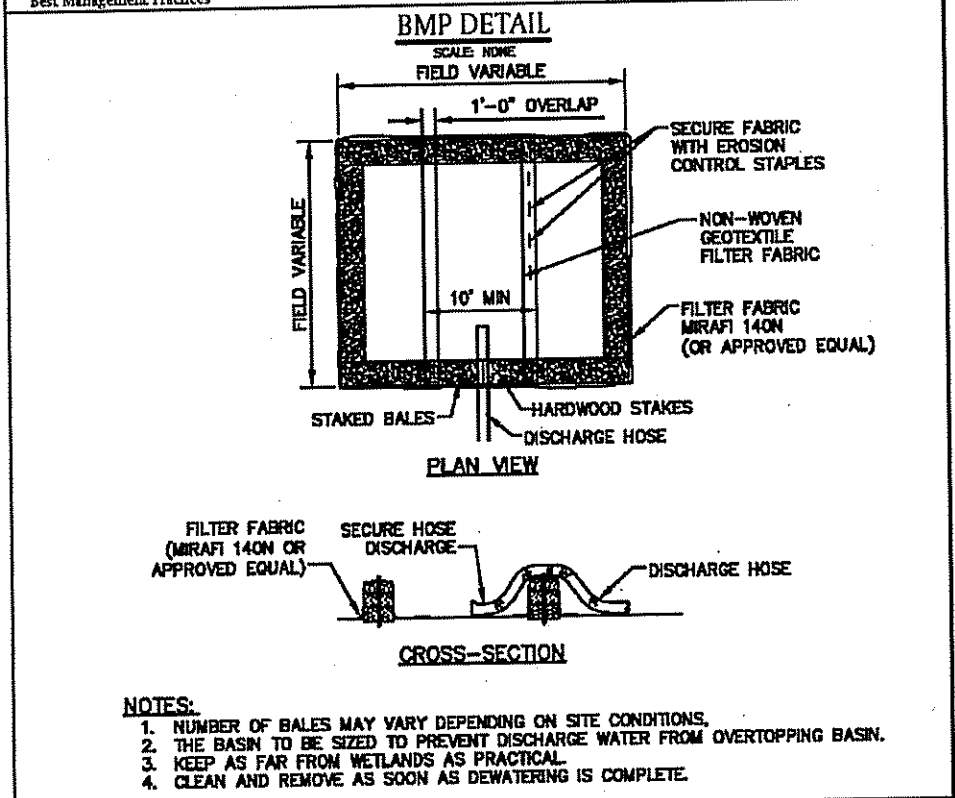 Best Management Practices
BMP DETAIL
SCALE: NONE
FIELD VARIABLE
1'-0" OVERLAP
SECURE FABRIC
WITH EROSION
CONTROL STAPLES
FIELD VARIABLE
NON-WOVEN
GEOTEXTILE
FILTER FABRIC
10' MIN
FILTER FABRIC
MIRAFI 140N
(OR APPROVED EQUAL)
STAKED BALES
HARDWOOD STAKES
DISCHARGE HOSE
PLAN VIEW
FILTER FABRIC
(MIRAFI 140N OR
APPROVED EQUAL)
SECURE HOSE
DISCHARGE
DISCHARGE HOSE
CROSS-SECTION
NOTES:
1. NUMBER OF BALES MAY VARY DEPENDING ON SITE CONDITIONS.
2. THE BASIN TO BE SIZED TO PREVENT DISCHARGE WATER FROM OVERTOPPING BASIN.
3. KEEP AS FAR FROM WETLANDS AS PRACTICAL.
4. CLEAN AND REMOVE AS SOON AS DEWATERING IS COMPLETE.